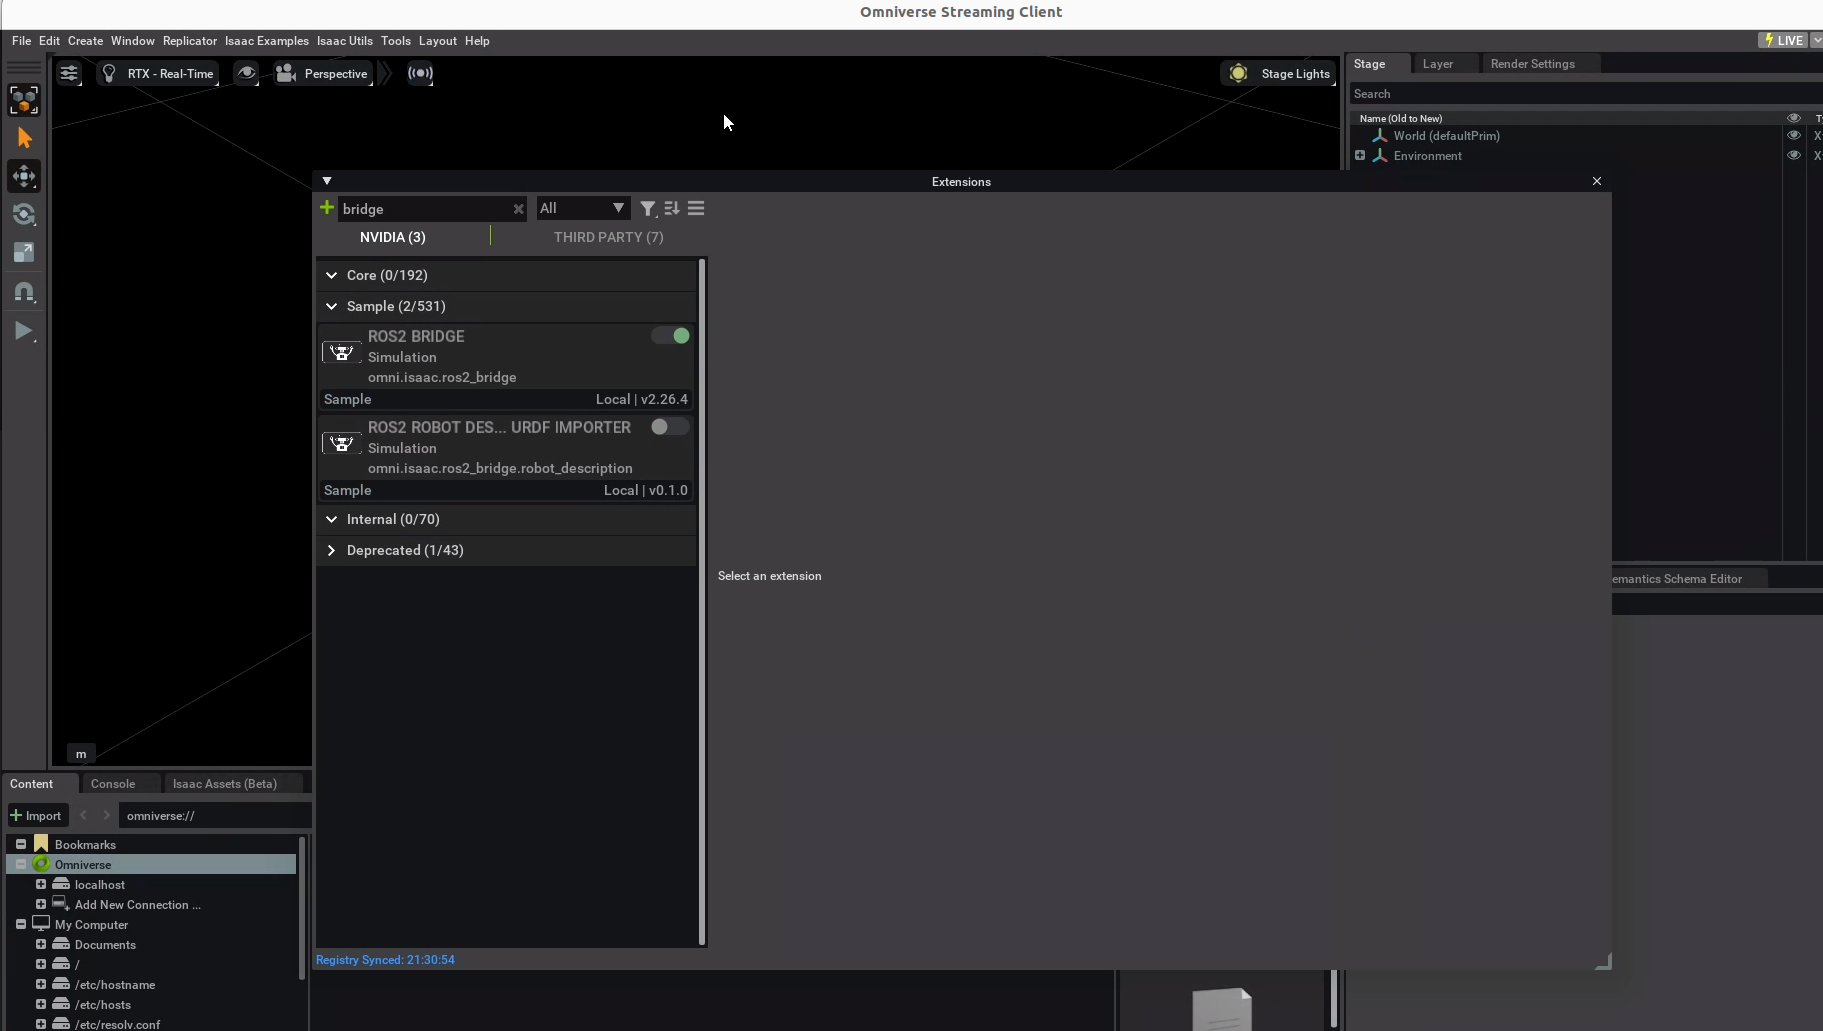 Omniverse Streaming Client
File Edit Create Window Replicator Isaac Examples Isaac Utils Tools Layout Help
LIVE
RTX - Real-Time
Perspective
Stage Lights
Stage Layer Render Settings
Search
Name (Old to New)
World (defaultPrim)
Environment
Extensions
bridge
All
NVIDIA (3)
THIRD PARTY (7)
Core (0/192)
Sample (2/531)
ROS2 BRIDGE
Simulation
omni.isaac.ros2_bridge
Sample Local | v2.26.4
ROS2 ROBOT DES... URDF IMPORTER
Simulation
omni.isaac.ros2_bridge.robot_description
Sample Local | v0.1.0
Internal (0/70)
Deprecated (1/43)
Select an extension
emantics Schema Editor
m
Content Console Isaac Assets (Beta)
Import
omniverse://
Bookmarks
Omniverse
localhost
Add New Connection ...
My Computer
Documents
/
/etc/hostname
/etc/hosts
/etc/resolv.conf
Registry Synced: 21:30:54